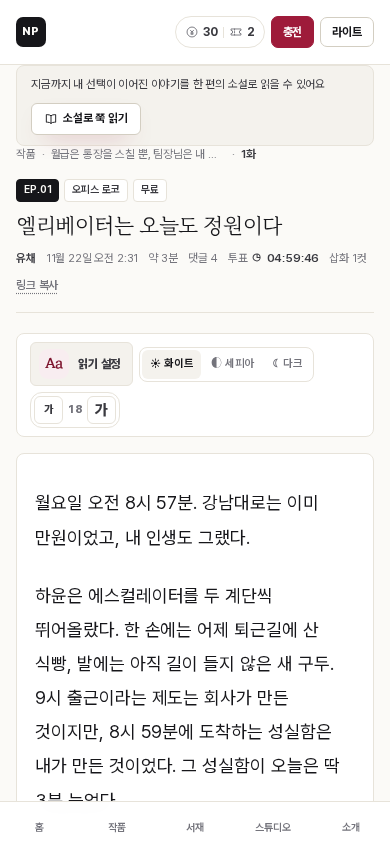 NP
30
2
충전
라이트
지금까지 내 선택이 이어진 이야기를 한 편의 소설로 읽을 수 있어요
소설로 쭉 읽기
작품 · 월급은 통장을 스칠 뿐, 팀장님은 내 ... · 1화
EP.01
오피스 로코
무료
엘리베이터는 오늘도 정원이다
유채 11월 22일 오전 2:31 약 3분 댓글 4 투표 04:59:46 삽화 1컷
링크 복사
Aa 읽기 설정
화이트
세피아
다크
가 18 가
월요일 오전 8시 57분. 강남대로는 이미
만원이었고, 내 인생도 그랬다.
하윤은 에스컬레이터를 두 계단씩
뛰어올랐다. 한 손에는 어제 퇴근길에 산
식빵, 발에는 아직 길이 들지 않은 새 구두.
9시 출근이라는 제도는 회사가 만든
것이지만, 8시 59분에 도착하는 성실함은
내가 만든 것이었다. 그 성실함이 오늘은 딱
3분 늦었다.
홈
작품
서재
스튜디오
소개